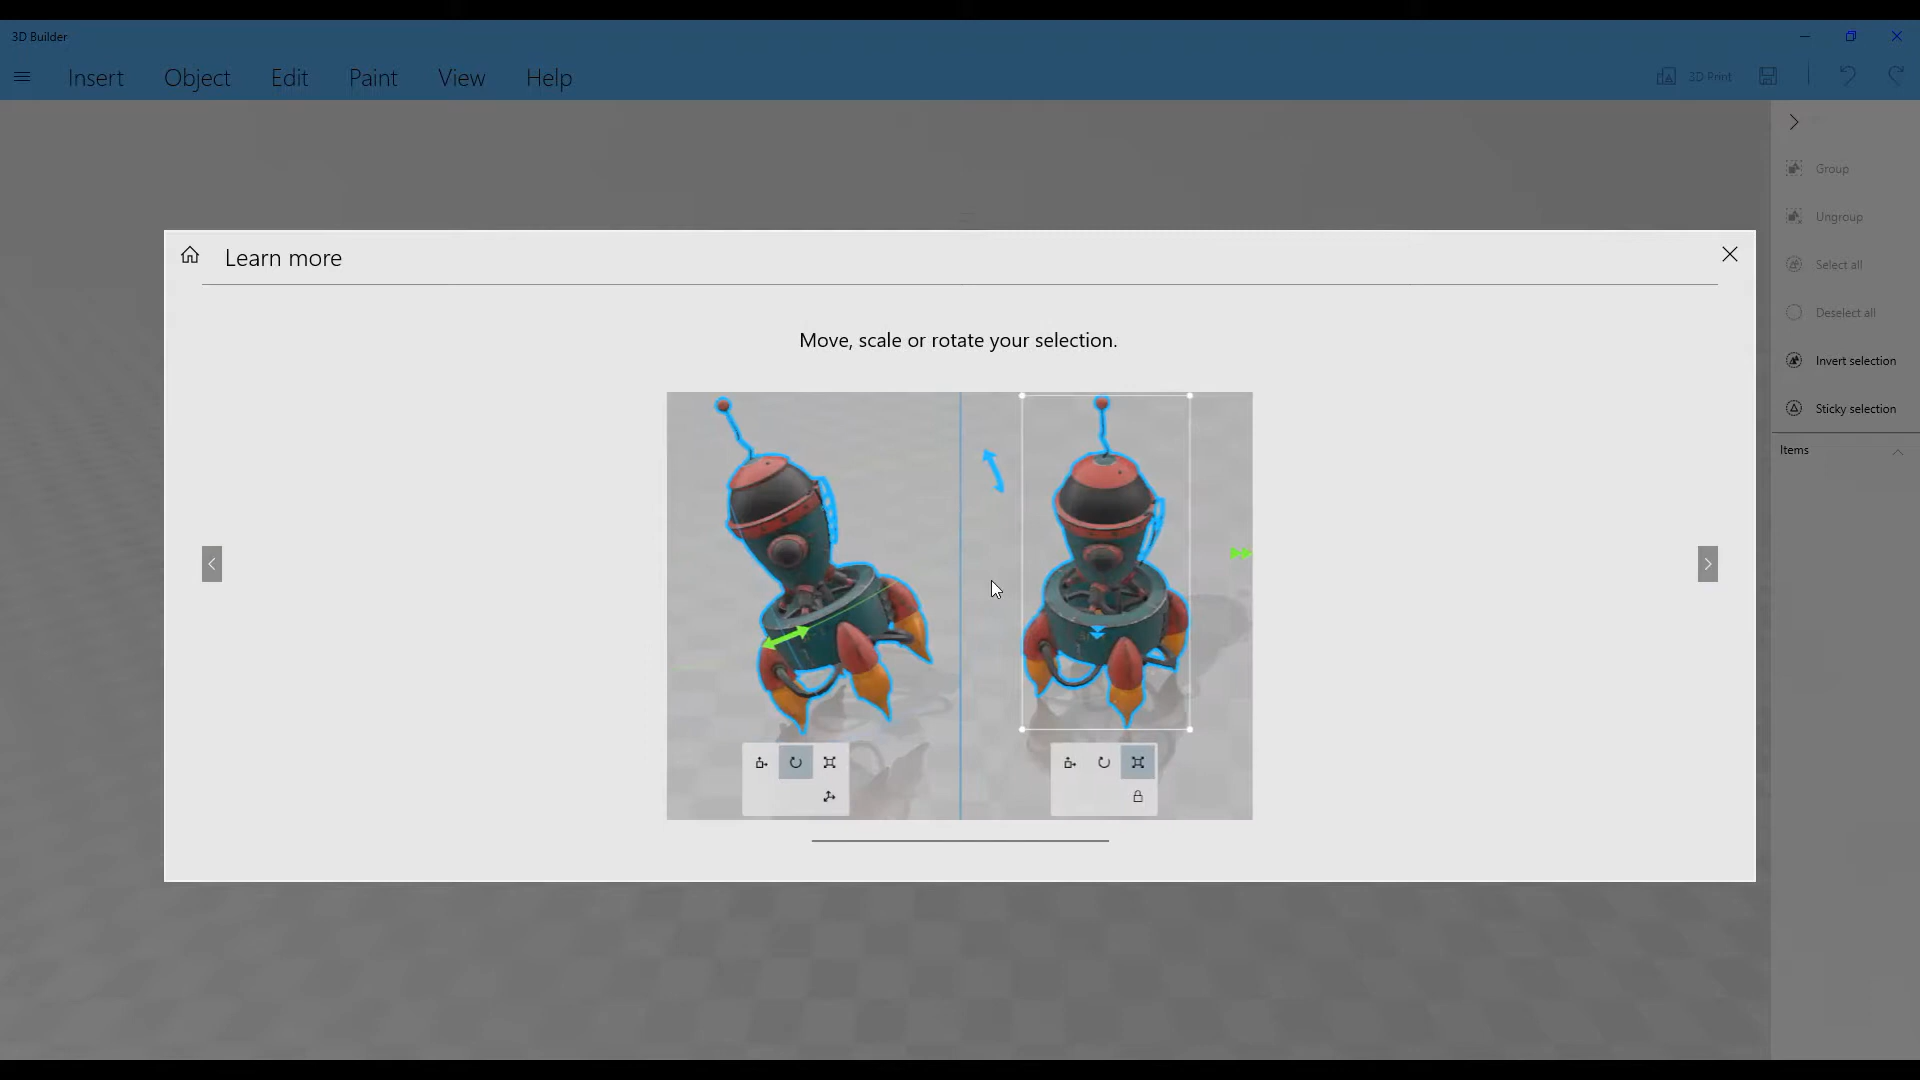 3D Builder
Insert Object Edit Paint View Help
3D Print
Group
Ungroup
Select all
Deselect all
Invert selection
Sticky selection
Items
Learn more
Move, scale or rotate your selection.